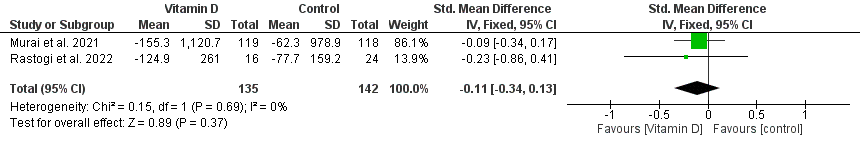 Vitamin D Control Std. Mean Difference Std. Mean Difference
Study or Subgroup Mean SD Total Mean SD Total Weight IV, Fixed, 95% CI IV, Fixed, 95% CI
Murai et al. 2021 -155.3 1,120.7 119 -62.3 978.9 118 86.1% -0.09 [-0.34, 0.17]
Rastogi et al. 2022 -124.9 261 16 -77.7 159.2 24 13.9% -0.23 [-0.86, 0.41]
Total (95% CI) 135 142 100.0% -0.11 [-0.34, 0.13]
Heterogeneity: Chi² = 0.15, df = 1 (P = 0.69); I² = 0%
Test for overall effect: Z = 0.89 (P = 0.37)
-1 -0.5 0 0.5 1
Favours [Vitamin D] Favours [control]